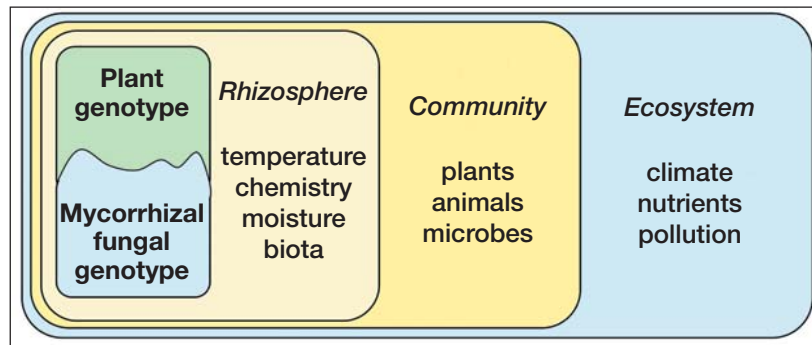 Plant
genotype
Mycorrhizal
fungal
genotype
Rhizosphere
temperature
chemistry
moisture
biota
Community
plants
animals
microbes
Ecosystem
climate
nutrients
pollution